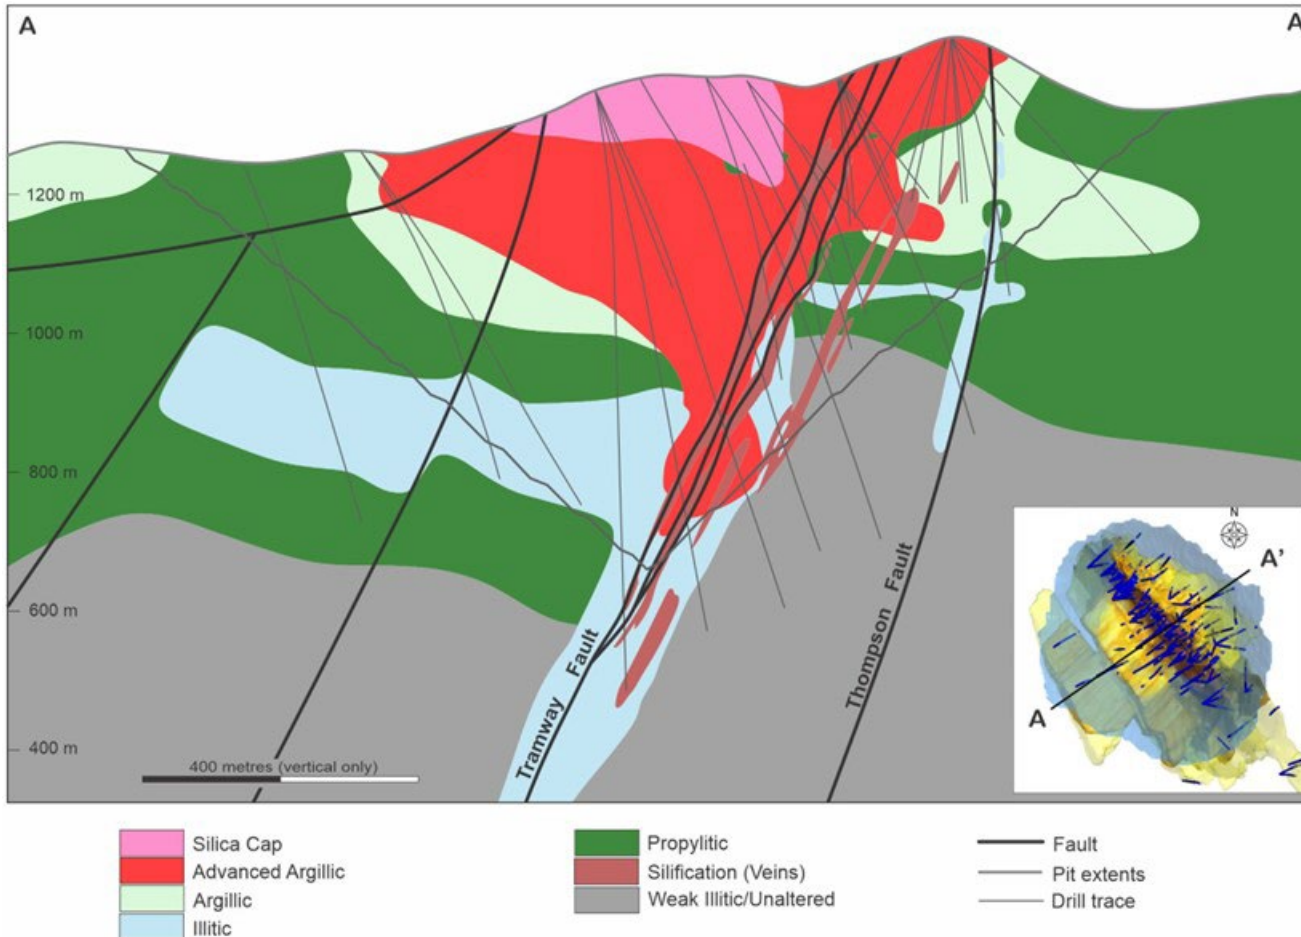 A
A
1200 m
1000 m
800 m
600 m
400 m
Tramway Fault
Thompson Fault
400 metres (vertical only)
N
A'
A
Silica Cap
Advanced Argillic
Argillic
Illitic
Propylitic
Silification (Veins)
Weak Illitic/Unaltered
Fault
Pit extents
Drill trace